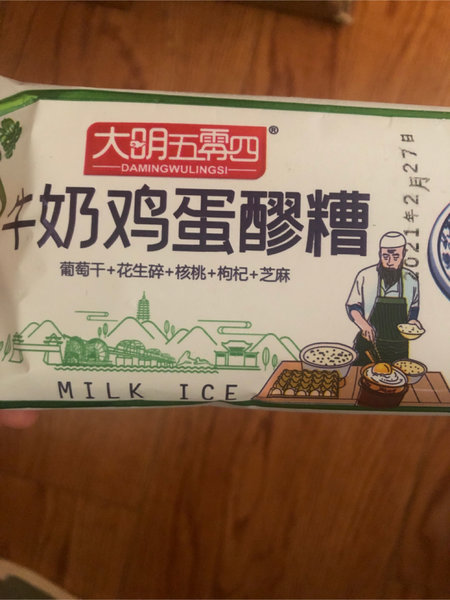 大明五零四®
DAMINGWULINGSI
牛奶鸡蛋醪糟
葡萄干+花生碎+核桃+枸杞+芝麻
MILK ICE
2021年2月27日